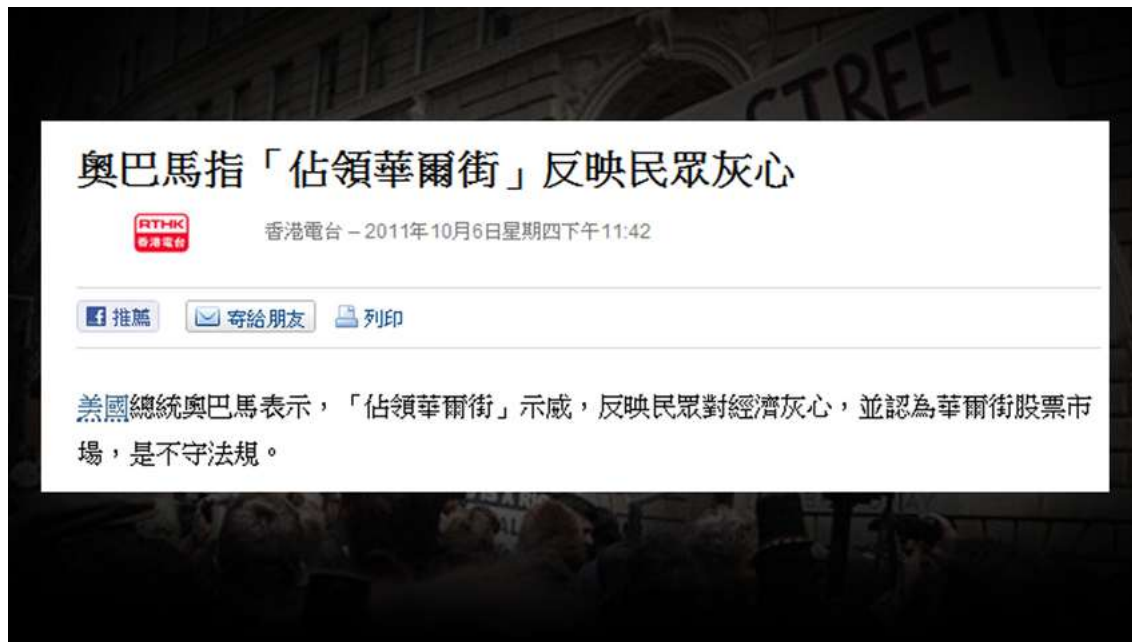 STREET
奧巴馬指「佔領華爾街」反映民眾灰心
RTHK
香港電台
香港電台 – 2011年10月6日星期四下午11:42
f 推薦 寄給朋友 列印
美國總統奧巴馬表示，「佔領華爾街」示威，反映民眾對經濟灰心，並認為華爾街股票市
場，是不守法規。